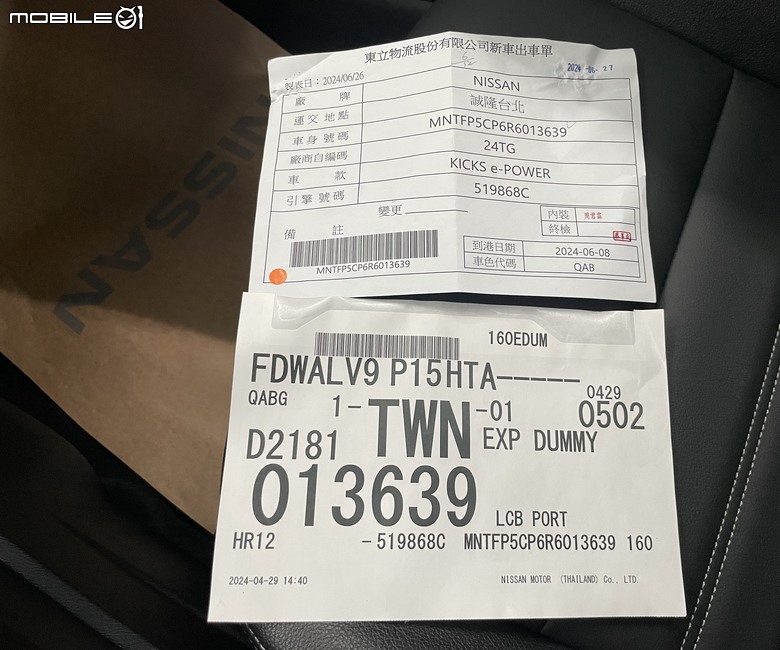 MOBILE01
NISSAN
東立物流股份有限公司新車出車單
製表日：2024/06/26
2024-06-27
廠牌 NISSAN
運交地點 誠隆台北
車身號碼 MNTFP5CP6R6013639
廠商自編碼 24TG
車款 KICKS e-POWER
引擎號碼 519868C
變更
備註
MNTFP5CP6R6013639
內裝
終檢
到港日期 2024-06-08
車色代碼 QAB
160EDUM
FDWALV9 P15HTA-----
QABG 1-TWN-01 0429 0502
D2181 EXP DUMMY
013639 LCB PORT
HR12 -519868C MNTFP5CP6R6013639 160
2024-04-29 14:40 NISSAN MOTOR (THAILAND) Co., LTD.